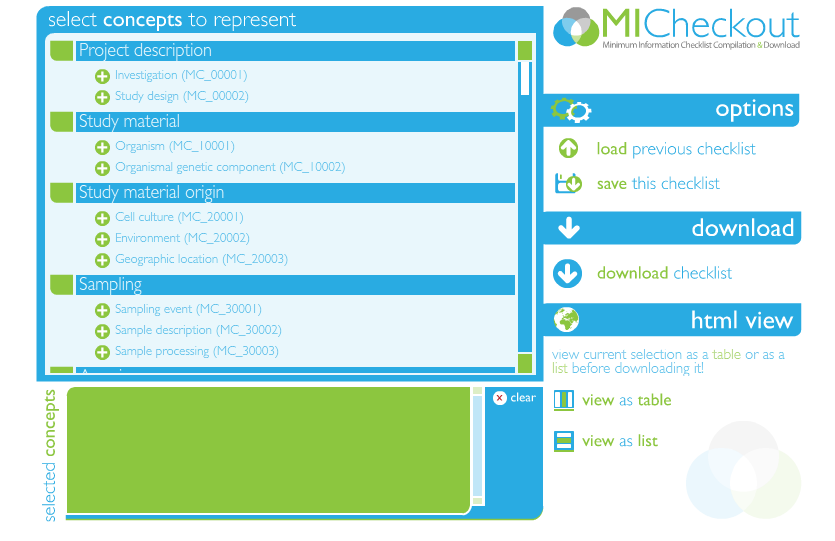 select concepts to represent
Project description
Investigation (MC_00001)
Study design (MC_00002)
Study material
Organism (MC_10001)
Organismal genetic component (MC_10002)
Study material origin
Cell culture (MC_20001)
Environment (MC_20002)
Geographic location (MC_20003)
Sampling
Sampling event (MC_30001)
Sample description (MC_30002)
Sample processing (MC_30003)
selected concepts
clear
MICheckout
Minimum Information Checklist Compilation & Download
options
load previous checklist
save this checklist
download
download checklist
html view
view current selection as a table or as a
list before downloading it!
view as table
view as list